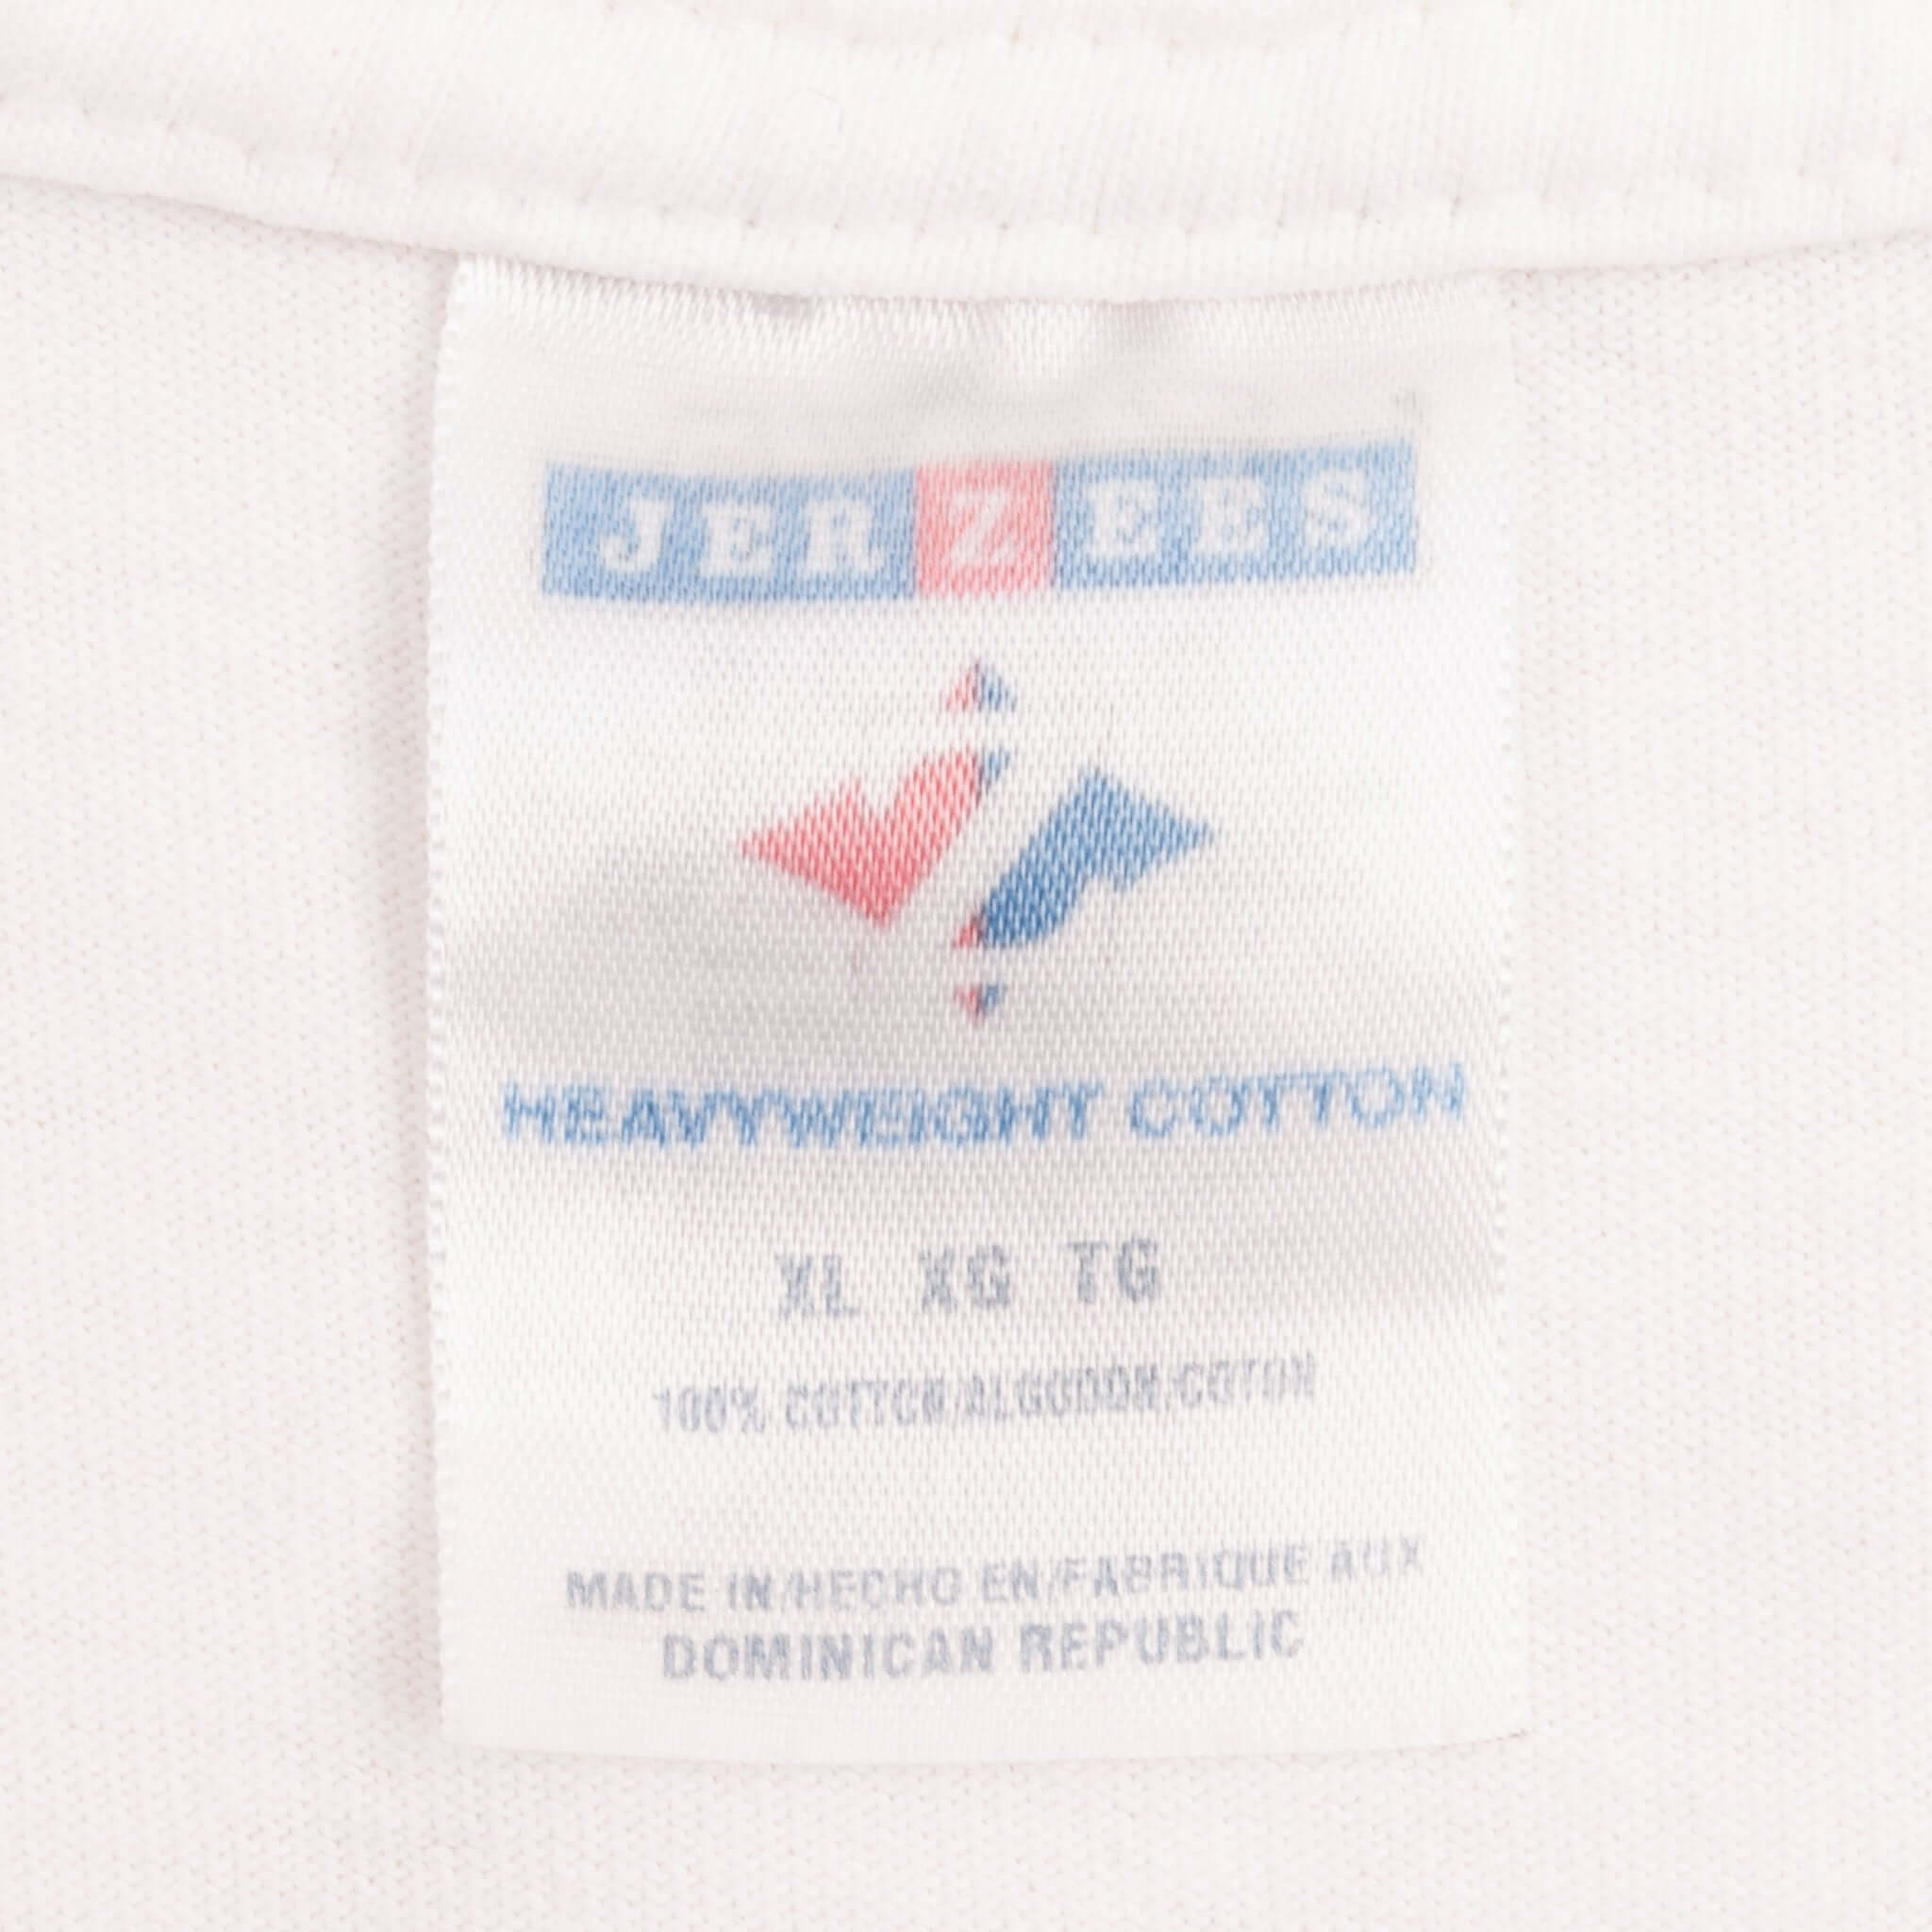 JERZEES
HEAVYWEIGHT COTTON
XL XG TG
100% COTTON/ALGODON/COTON
MADE IN/HECHO EN/FABRIQUE AUX
DOMINICAN REPUBLIC